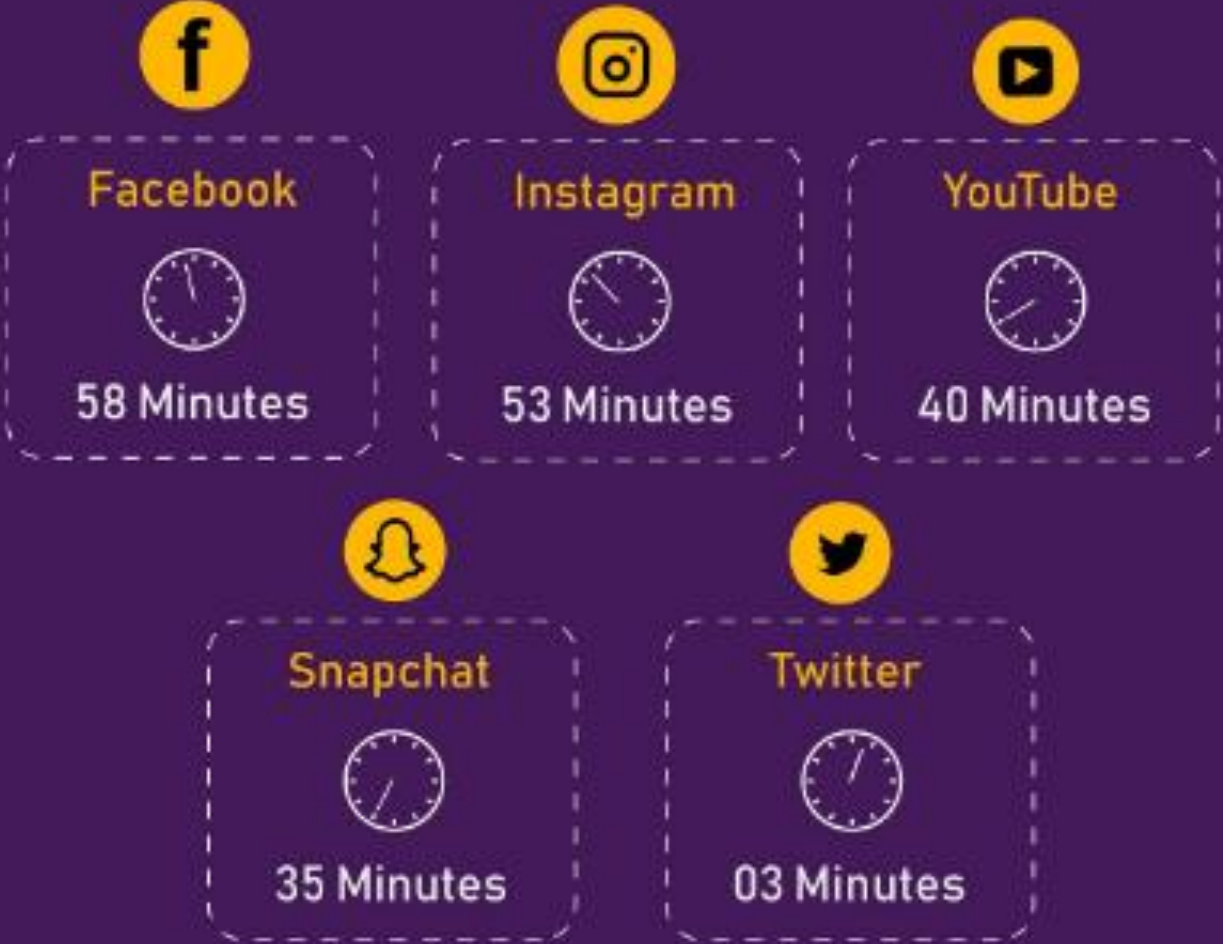 Facebook
58 Minutes
Instagram
53 Minutes
YouTube
40 Minutes
Snapchat
35 Minutes
Twitter
03 Minutes